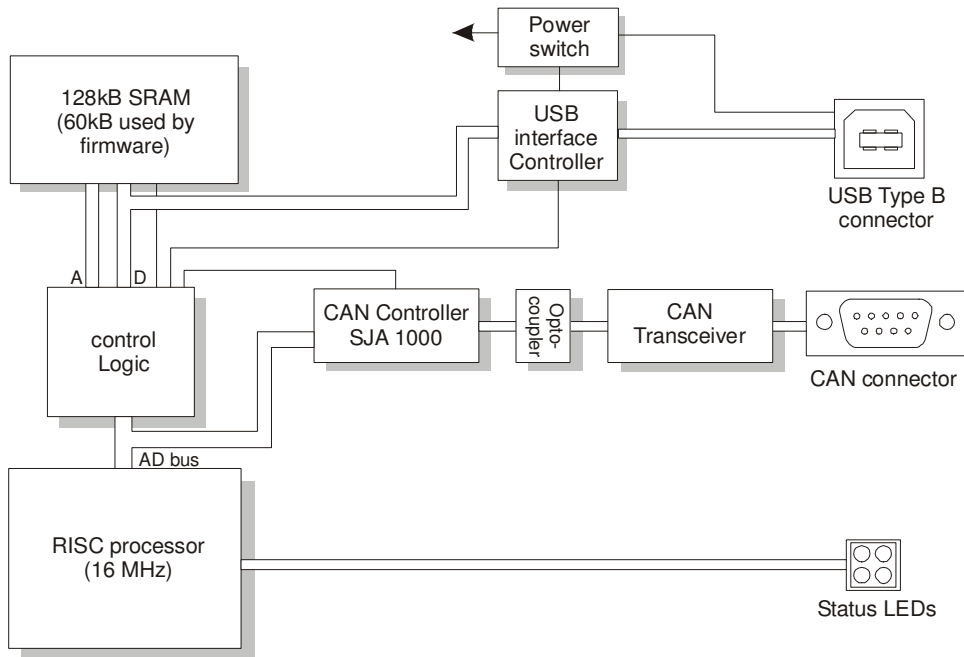 Power
switch
128kB SRAM
(60kB used by
firmware)
USB
interface
Controller
USB Type B
connector
A
D
control
Logic
CAN Controller
SJA 1000
Opto-
coupler
CAN
Transceiver
CAN connector
AD bus
RISC processor
(16 MHz)
Status LEDs